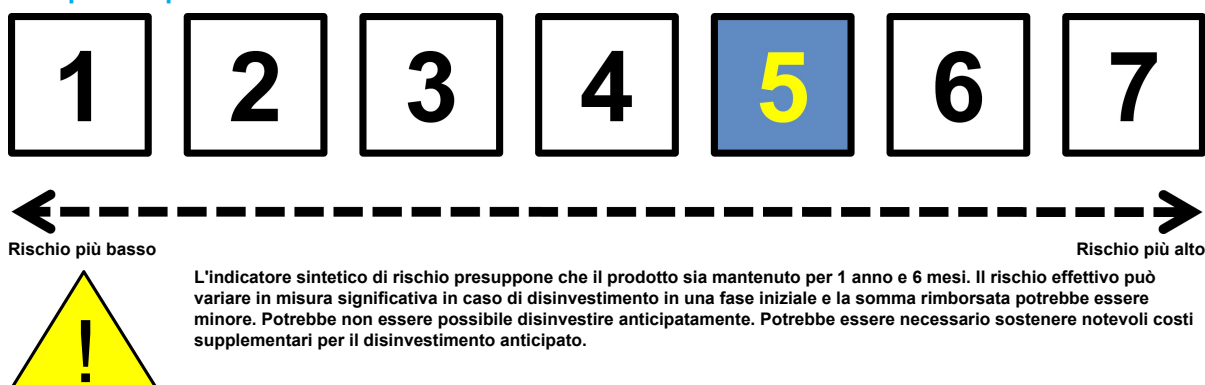 1 2 3 4 5 6 7
Rischio più basso Rischio più alto
L'indicatore sintetico di rischio presuppone che il prodotto sia mantenuto per 1 anno e 6 mesi. Il rischio effettivo può
variare in misura significativa in caso di disinvestimento in una fase iniziale e la somma rimborsata potrebbe essere
minore. Potrebbe non essere possibile disinvestire anticipatamente. Potrebbe essere necessario sostenere notevoli costi
supplementari per il disinvestimento anticipato.
!